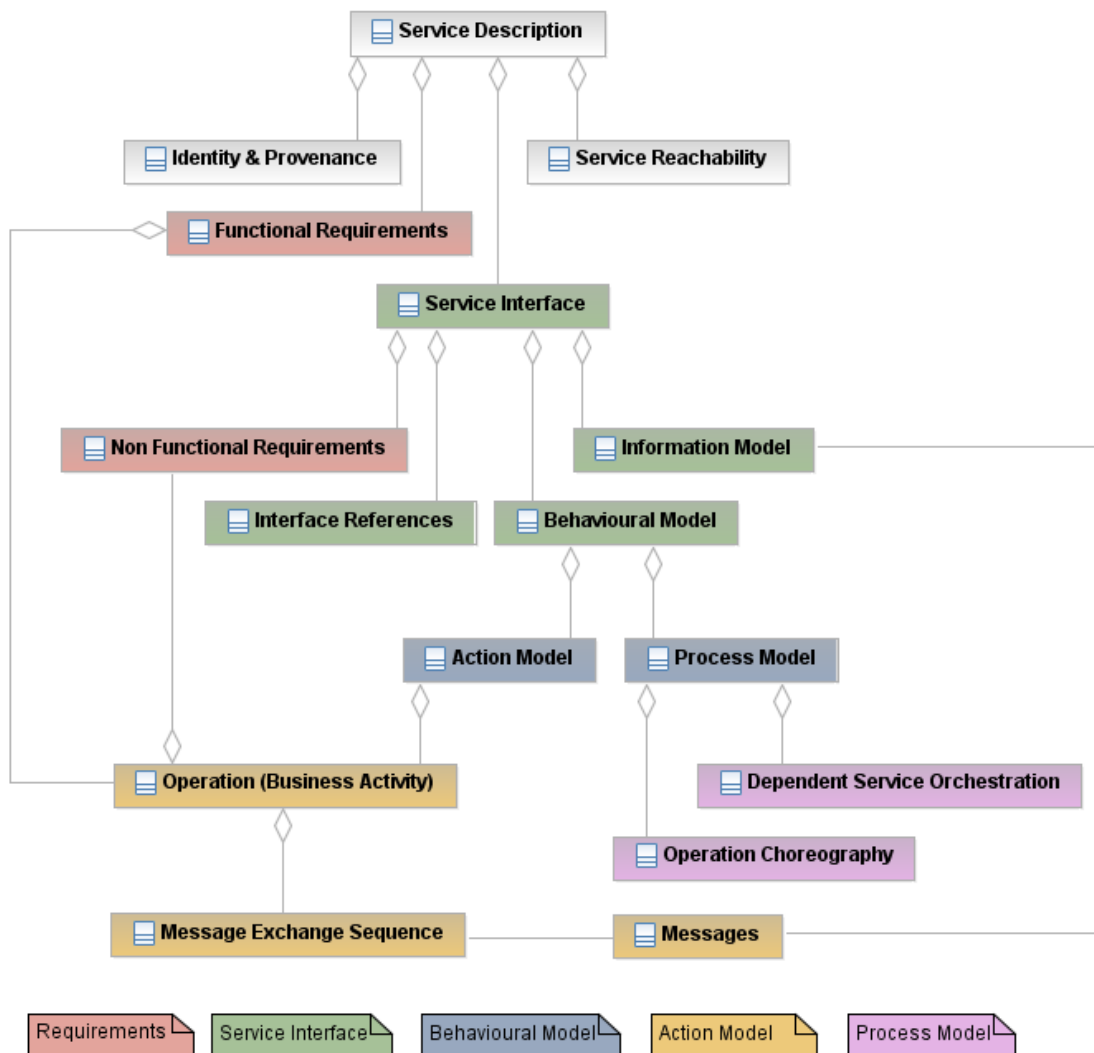 Service Description
Identity & Provenance
Service Reachability
Functional Requirements
Service Interface
Non Functional Requirements
Information Model
Interface References
Behavioural Model
Action Model
Process Model
Operation (Business Activity)
Dependent Service Orchestration
Operation Choreography
Message Exchange Sequence
Messages
Requirements
Service Interface
Behavioural Model
Action Model
Process Model